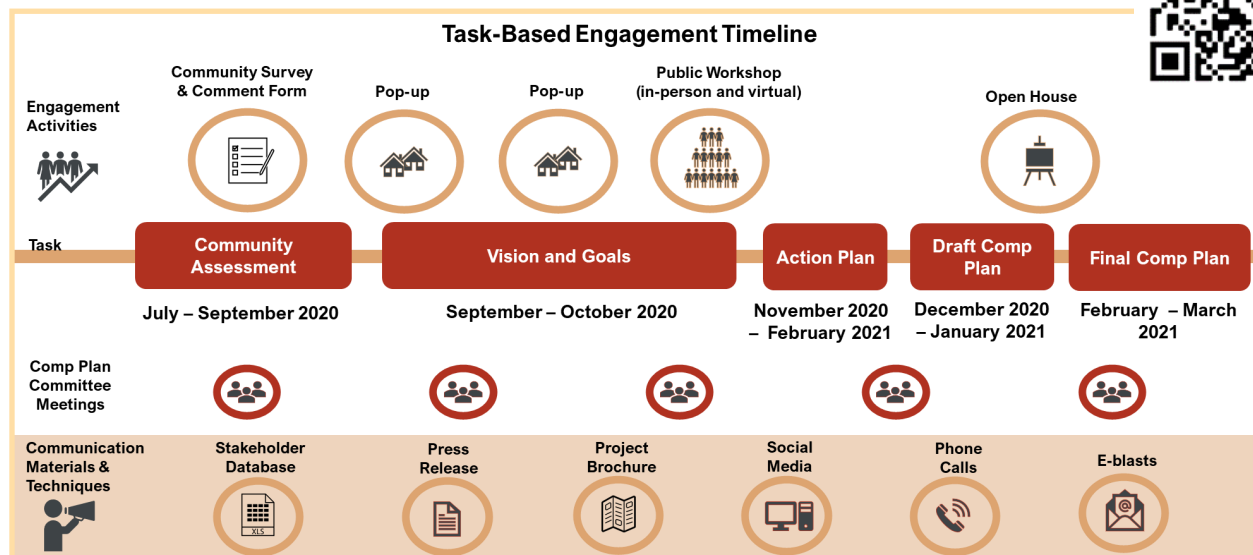 Task-Based Engagement Timeline
Engagement
Activities
Community Survey
& Comment Form
Pop-up
Pop-up
Public Workshop
(in-person and virtual)
Open House
Task
Community
Assessment
Vision and Goals
Action Plan
Draft Comp
Plan
Final Comp Plan
July – September 2020
September – October 2020
November 2020
– February 2021
December 2020
– January 2021
February – March
2021
Comp Plan
Committee
Meetings
Communication
Materials &
Techniques
Stakeholder
Database
XLS
Press
Release
Project
Brochure
Social
Media
Phone
Calls
E-blasts
@